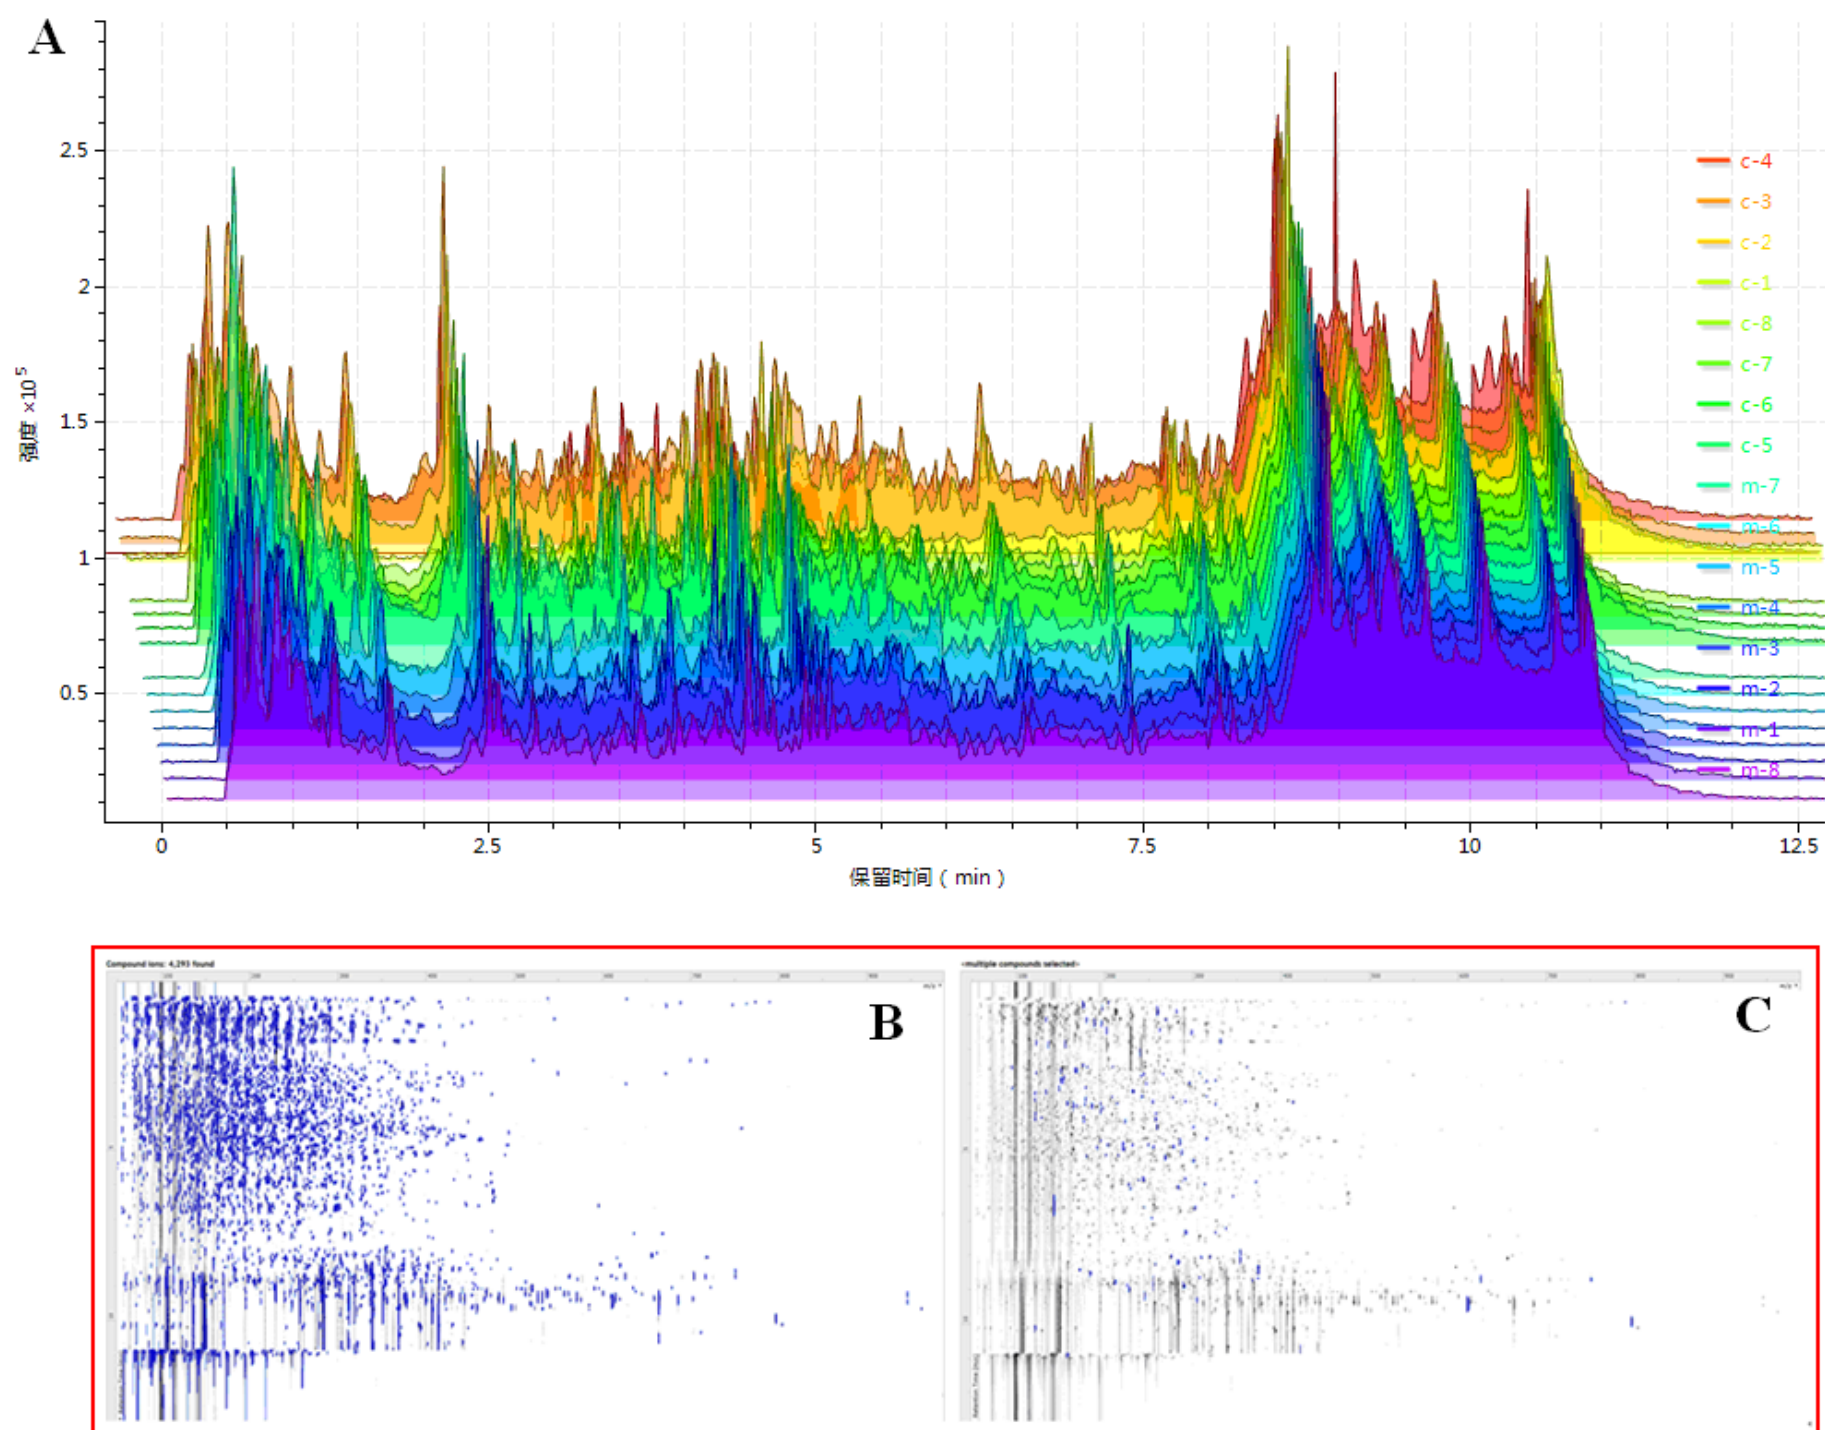 A
强度 ×10⁵
2.5
2
1.5
1
0.5
0
2.5
5
7.5
10
12.5
保留时间 ( min )
c-4
c-3
c-2
c-1
c-8
c-7
c-6
c-5
m-7
m-6
m-5
m-4
m-3
m-2
m-1
m-8
Compound ions: 4,293 found
B
<multiple compounds selected>
C